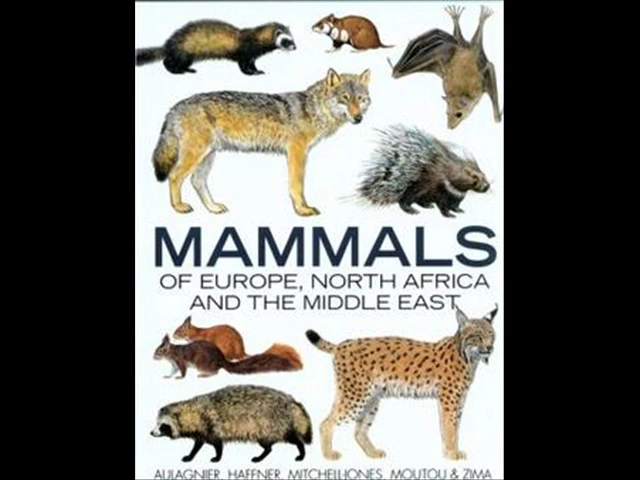 MAMMALS
OF EUROPE, NORTH AFRICA
AND THE MIDDLE EAST
AULAGNIER HAFFNER MITCHELL-JONES MOUTOU & ZIMA